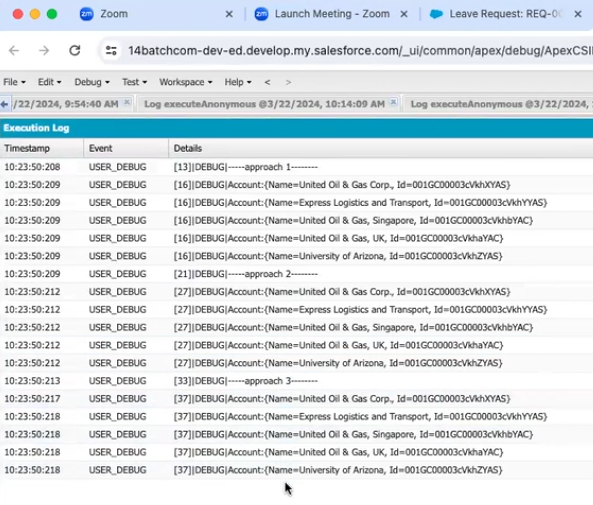 Zoom
Launch Meeting - Zoom
Leave Request: REQ-00
14batchcom-dev-ed.develop.my.salesforce.com/_ui/common/apex/debug/ApexCSI
File Edit Debug Test Workspace Help < >
/22/2024, 9:54:40 AM Log executeAnonymous @3/22/2024, 10:14:09 AM Log executeAnonymous @3/22/2024,
Execution Log
Timestamp Event Details
10:23:50:208 USER_DEBUG [13]|DEBUG|-----approach 1--------
10:23:50:209 USER_DEBUG [16]|DEBUG|Account:{Name=United Oil & Gas Corp., Id=001GC00003cVkhXYAS}
10:23:50:209 USER_DEBUG [16]|DEBUG|Account:{Name=Express Logistics and Transport, Id=001GC00003cVkhYYAS}
10:23:50:209 USER_DEBUG [16]|DEBUG|Account:{Name=United Oil & Gas, Singapore, Id=001GC00003cVkhbYAC}
10:23:50:209 USER_DEBUG [16]|DEBUG|Account:{Name=United Oil & Gas, UK, Id=001GC00003cVkhaYAC}
10:23:50:209 USER_DEBUG [16]|DEBUG|Account:{Name=University of Arizona, Id=001GC00003cVkhZYAS}
10:23:50:209 USER_DEBUG [21]|DEBUG|-----approach 2--------
10:23:50:212 USER_DEBUG [27]|DEBUG|Account:{Name=United Oil & Gas Corp., Id=001GC00003cVkhXYAS}
10:23:50:212 USER_DEBUG [27]|DEBUG|Account:{Name=Express Logistics and Transport, Id=001GC00003cVkhYYAS}
10:23:50:212 USER_DEBUG [27]|DEBUG|Account:{Name=United Oil & Gas, Singapore, Id=001GC00003cVkhbYAC}
10:23:50:212 USER_DEBUG [27]|DEBUG|Account:{Name=United Oil & Gas, UK, Id=001GC00003cVkhaYAC}
10:23:50:212 USER_DEBUG [27]|DEBUG|Account:{Name=University of Arizona, Id=001GC00003cVkhZYAS}
10:23:50:213 USER_DEBUG [33]|DEBUG|-----approach 3--------
10:23:50:217 USER_DEBUG [37]|DEBUG|Account:{Name=United Oil & Gas Corp., Id=001GC00003cVkhXYAS}
10:23:50:218 USER_DEBUG [37]|DEBUG|Account:{Name=Express Logistics and Transport, Id=001GC00003cVkhYYAS}
10:23:50:218 USER_DEBUG [37]|DEBUG|Account:{Name=United Oil & Gas, Singapore, Id=001GC00003cVkhbYAC}
10:23:50:218 USER_DEBUG [37]|DEBUG|Account:{Name=United Oil & Gas, UK, Id=001GC00003cVkhaYAC}
10:23:50:218 USER_DEBUG [37]|DEBUG|Account:{Name=University of Arizona, Id=001GC00003cVkhZYAS}